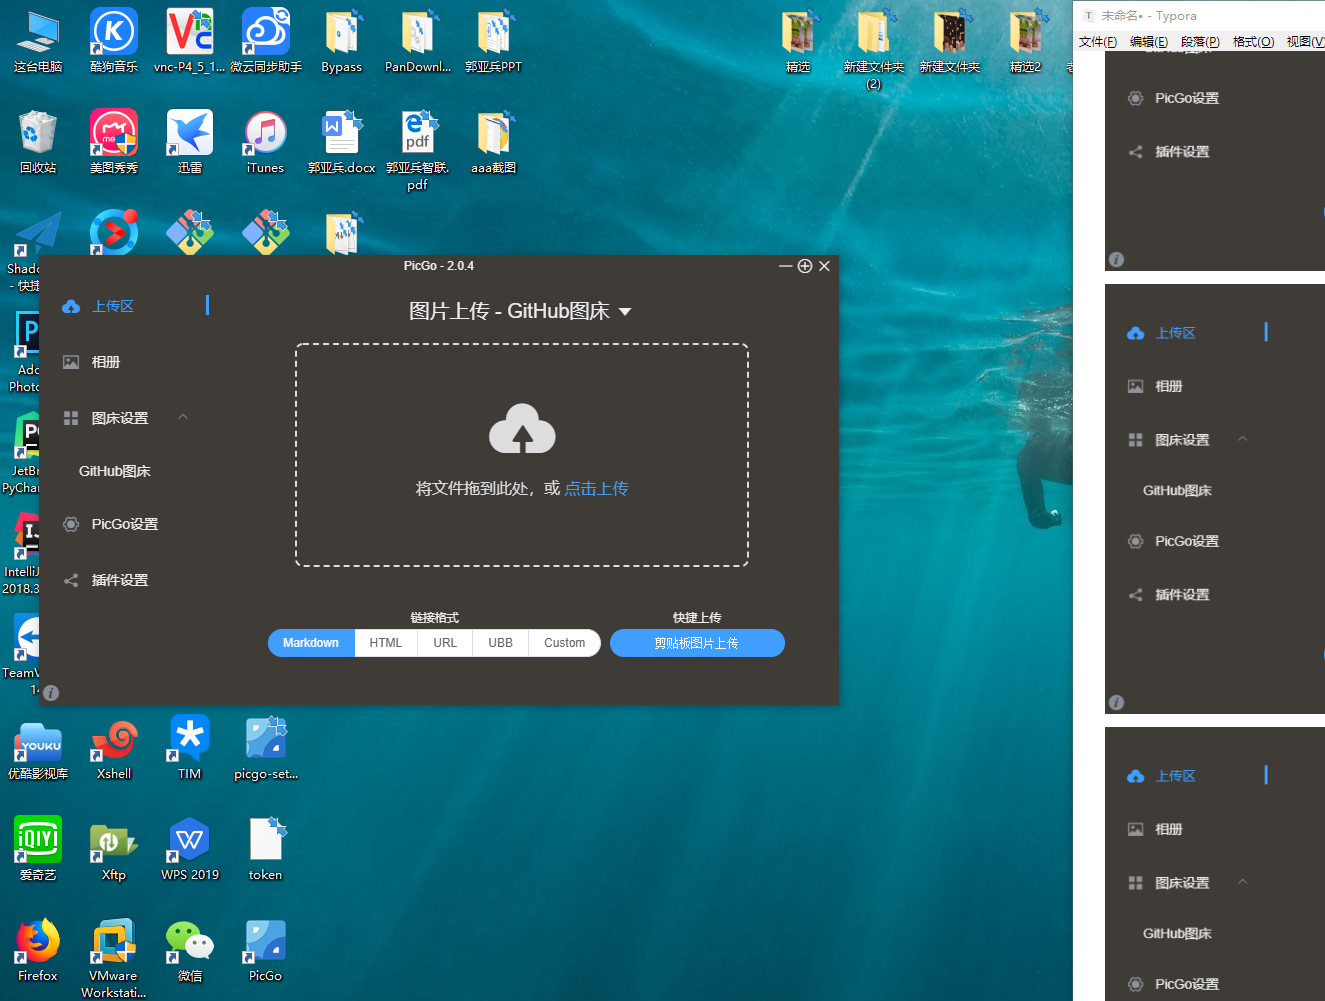 这台电脑
酷狗音乐
vnc-P4_5_1...
微云同步助手
Bypass
PanDownl...
郭亚兵PPT
精选
新建文件夹
(2)
新建文件夹
精选2
回收站
美图秀秀
迅雷
iTunes
郭亚兵.docx
郭亚兵智联.
pdf
aaa截图
Shado
- 快捷
Ado
Photo
JetBr
PyChar
IntelliJ
2018.3
TeamV
14
优酷影视库
Xshell
TIM
picgo-set...
爱奇艺
Xftp
WPS 2019
token
Firefox
VMware
Workstati...
微信
PicGo
PicGo - 2.0.4
上传区
相册
图床设置
GitHub图床
PicGo设置
插件设置
图片上传 - GitHub图床
将文件拖到此处，或 点击上传
链接格式
快捷上传
Markdown
HTML
URL
UBB
Custom
剪贴板图片上传
未命名• - Typora
文件(F) 编辑(E) 段落(P) 格式(O) 视图(V)
PicGo设置
插件设置
上传区
相册
图床设置
GitHub图床
PicGo设置
插件设置
上传区
相册
图床设置
GitHub图床
PicGo设置